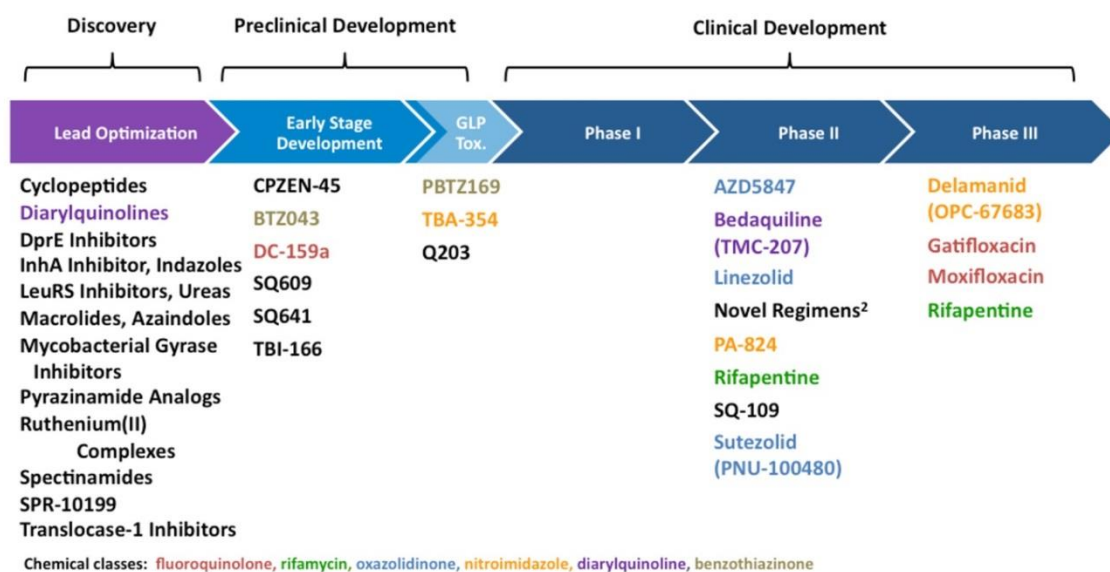 Discovery
Preclinical Development
Clinical Development
Lead Optimization
Early Stage
Development
GLP
Tox.
Phase I
Phase II
Phase III
Cyclopeptides
Diarylquinolines
DprE Inhibitors
InhA Inhibitor, Indazoles
LeuRS Inhibitors, Ureas
Macrolides, Azaindoles
Mycobacterial Gyrase
Inhibitors
Pyrazinamide Analogs
Ruthenium(II)
Complexes
Spectinamides
SPR-10199
Translocase-1 Inhibitors
CPZEN-45
BTZ043
DC-159a
SQ609
SQ641
TBI-166
PBTZ169
TBA-354
Q203
AZD5847
Bedaquiline
(TMC-207)
Linezolid
Novel Regimens²
PA-824
Rifapentine
SQ-109
Sutezolid
(PNU-100480)
Delamanid
(OPC-67683)
Gatifloxacin
Moxifloxacin
Rifapentine
Chemical classes: fluoroquinolone, rifamycin, oxazolidinone, nitroimidazole, diarylquinoline, benzothiazinone